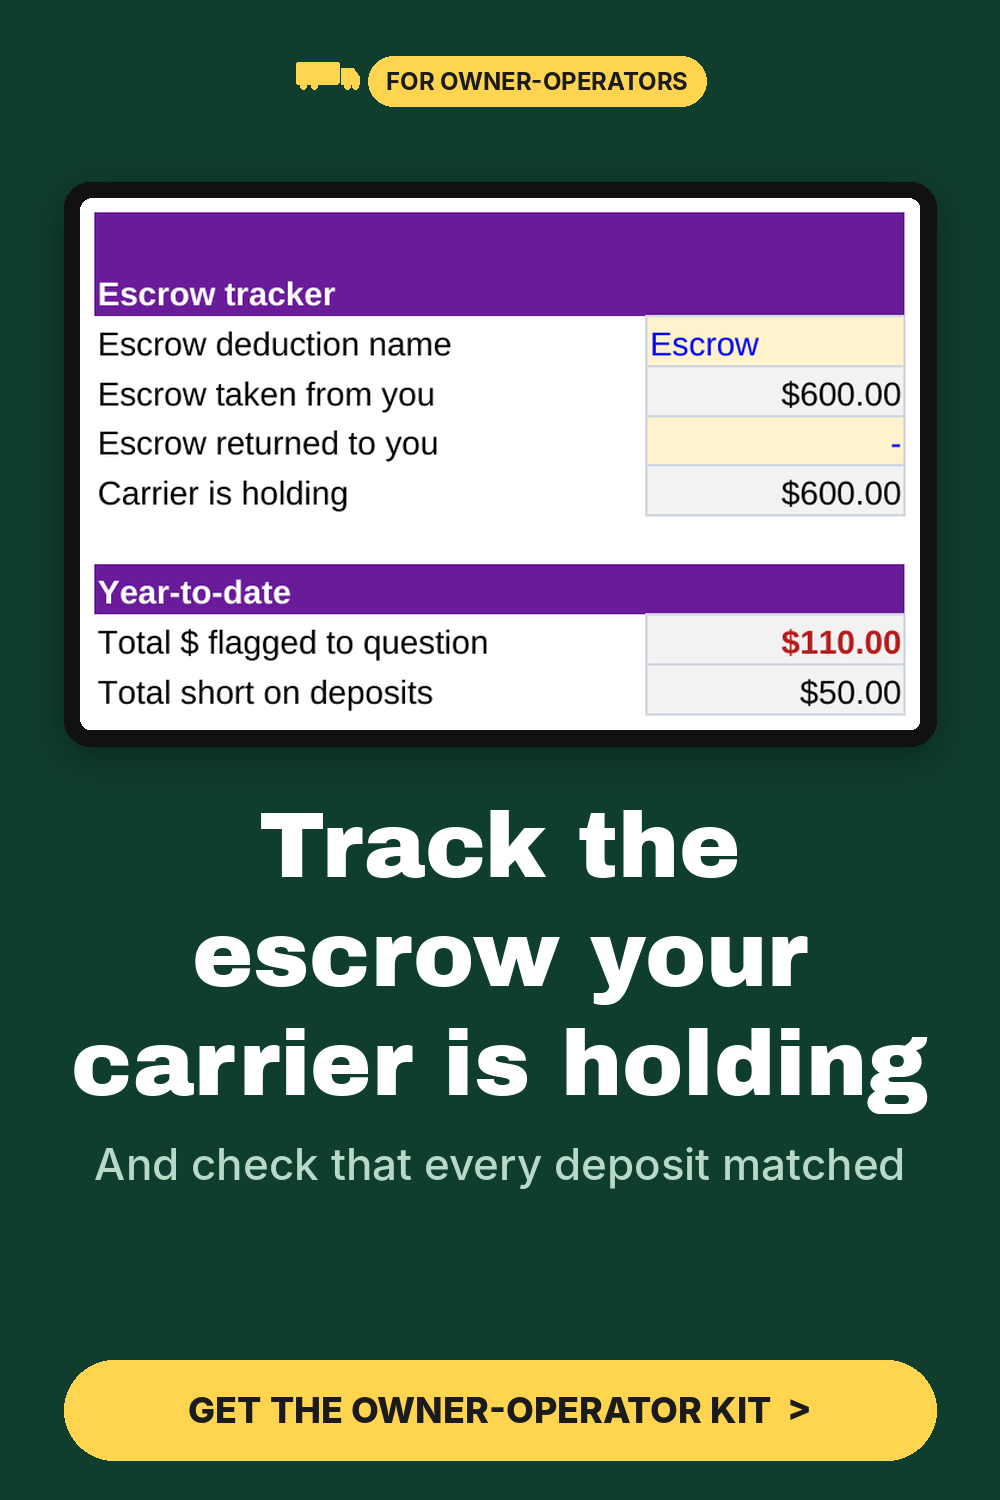 FOR OWNER-OPERATORS
Escrow tracker
Escrow deduction name Escrow
Escrow taken from you $600.00
Escrow returned to you -
Carrier is holding $600.00
Year-to-date
Total $ flagged to question $110.00
Total short on deposits $50.00
Track the
escrow your
carrier is holding
And check that every deposit matched
GET THE OWNER-OPERATOR KIT >